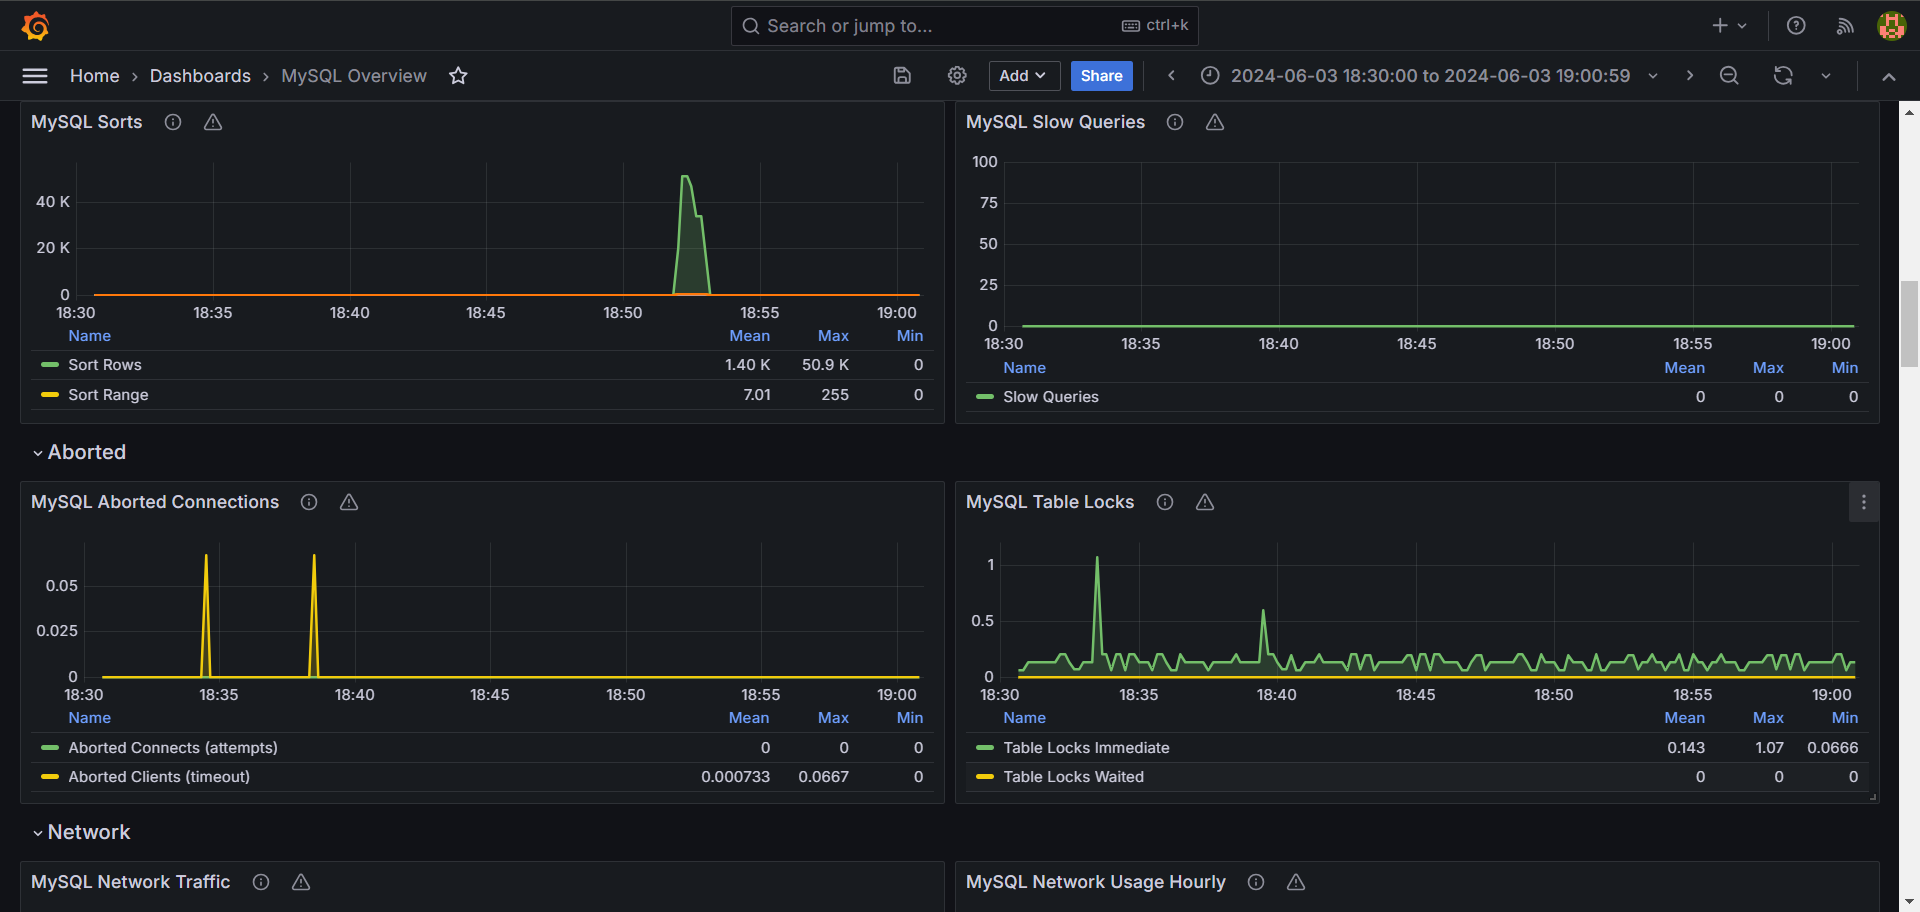 Search or jump to...
ctrl+k
Home › Dashboards › MySQL Overview
Add
Share
2024-06-03 18:30:00 to 2024-06-03 19:00:59
MySQL Sorts
40 K
20 K
0
18:30 18:35 18:40 18:45 18:50 18:55 19:00
Name Mean Max Min
Sort Rows 1.40 K 50.9 K 0
Sort Range 7.01 255 0
MySQL Slow Queries
100
75
50
25
0
18:30 18:35 18:40 18:45 18:50 18:55 19:00
Name Mean Max Min
Slow Queries 0 0 0
Aborted
MySQL Aborted Connections
0.05
0.025
0
18:30 18:35 18:40 18:45 18:50 18:55 19:00
Name Mean Max Min
Aborted Connects (attempts) 0 0 0
Aborted Clients (timeout) 0.000733 0.0667 0
MySQL Table Locks
1
0.5
0
18:30 18:35 18:40 18:45 18:50 18:55 19:00
Name Mean Max Min
Table Locks Immediate 0.143 1.07 0.0666
Table Locks Waited 0 0 0
Network
MySQL Network Traffic
MySQL Network Usage Hourly